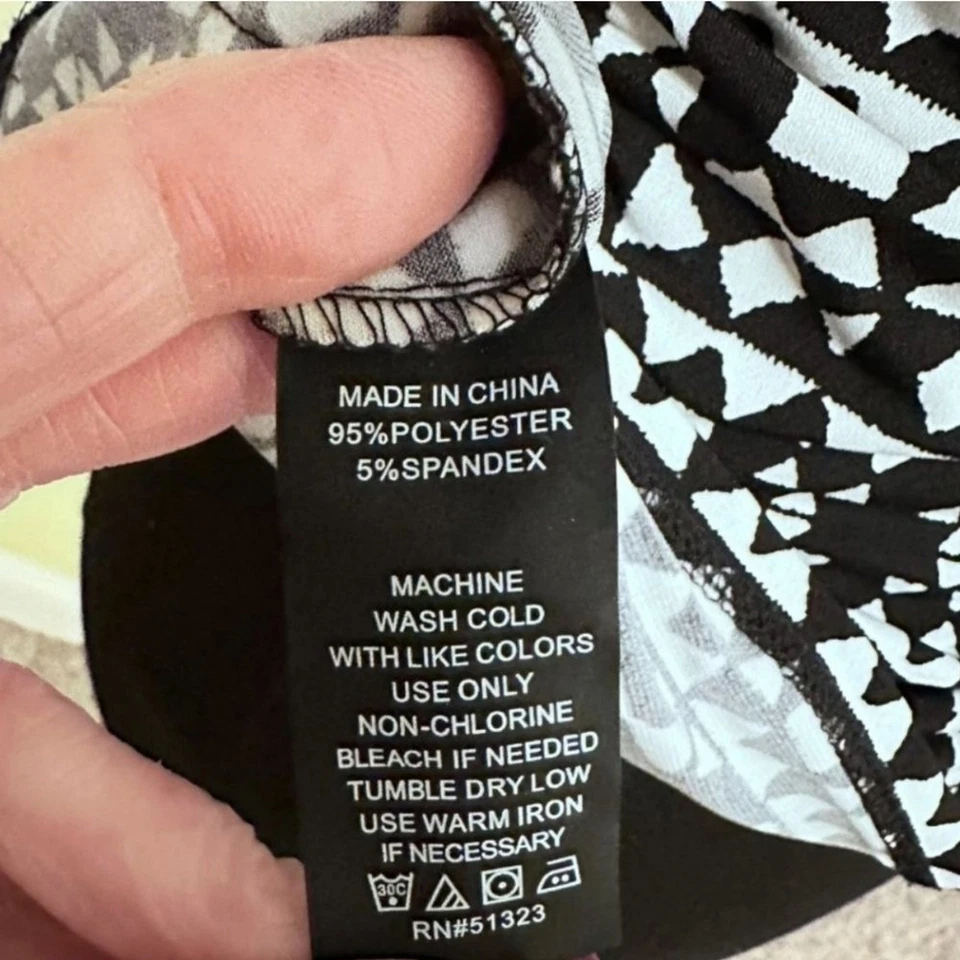 MADE IN CHINA
95%POLYESTER
5%SPANDEX
MACHINE
WASH COLD
WITH LIKE COLORS
USE ONLY
NON-CHLORINE
BLEACH IF NEEDED
TUMBLE DRY LOW
USE WARM IRON
IF NECESSARY
30C
RN#51323